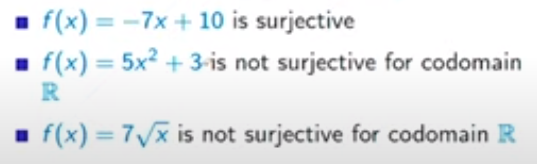 ■ f(x) = −7x + 10 is surjective
■ f(x) = 5x² + 3 is not surjective for codomain
ℝ
■ f(x) = 7√x is not surjective for codomain ℝ